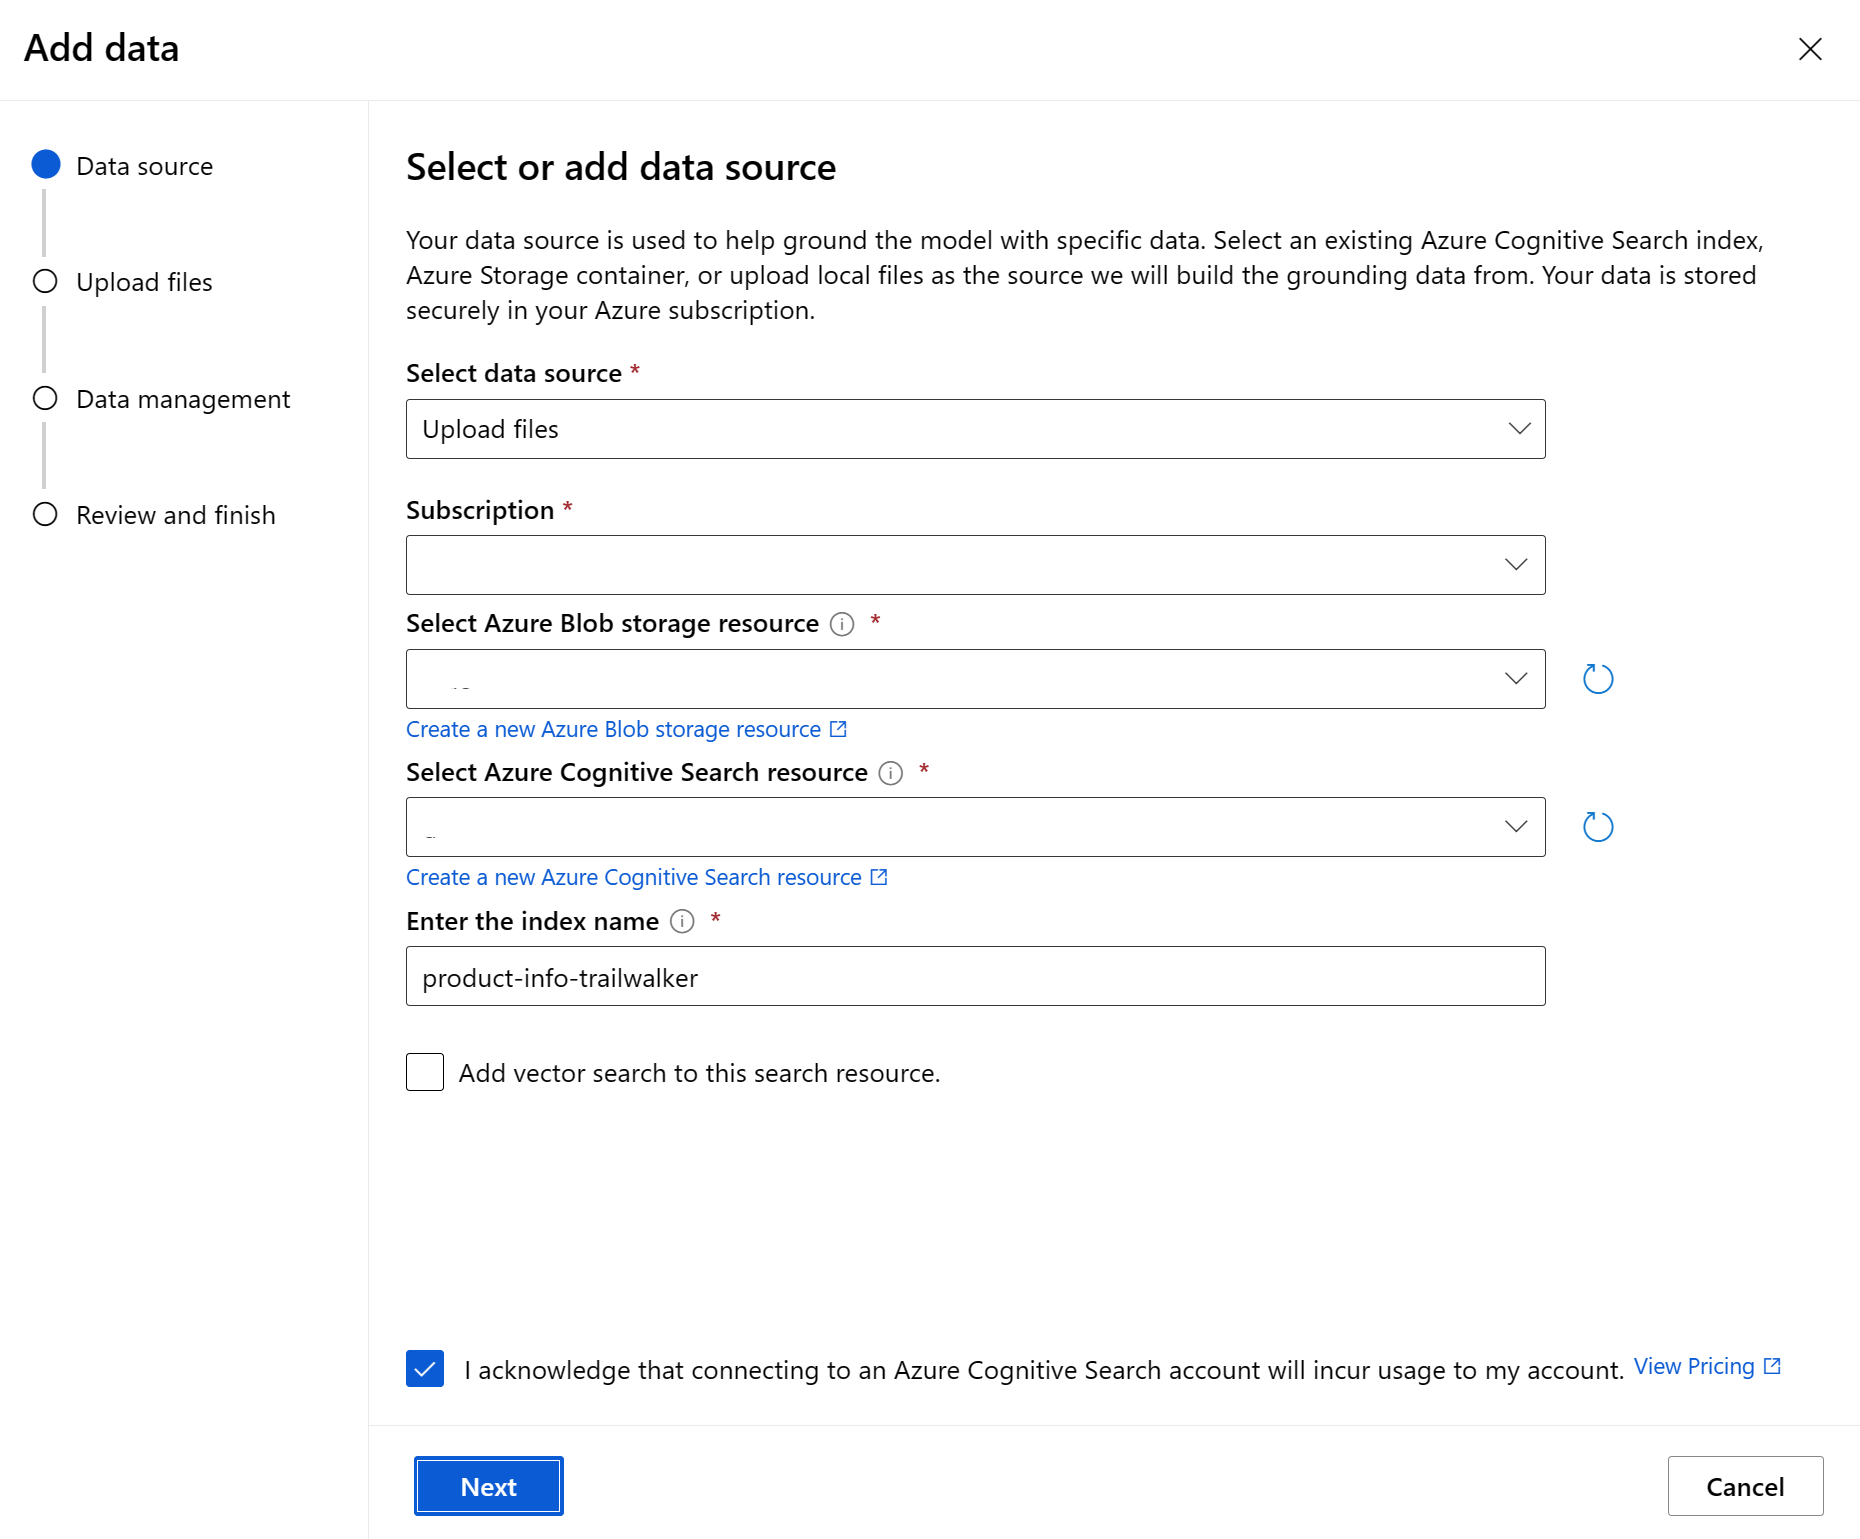 Add data
Data source
Upload files
Data management
Review and finish
Select or add data source
Your data source is used to help ground the model with specific data. Select an existing Azure Cognitive Search index,
Azure Storage container, or upload local files as the source we will build the grounding data from. Your data is stored
securely in your Azure subscription.
Select data source *
Upload files
Subscription *
Select Azure Blob storage resource *
Create a new Azure Blob storage resource
Select Azure Cognitive Search resource *
Create a new Azure Cognitive Search resource
Enter the index name *
product-info-trailwalker
Add vector search to this search resource.
I acknowledge that connecting to an Azure Cognitive Search account will incur usage to my account. View Pricing
Next
Cancel